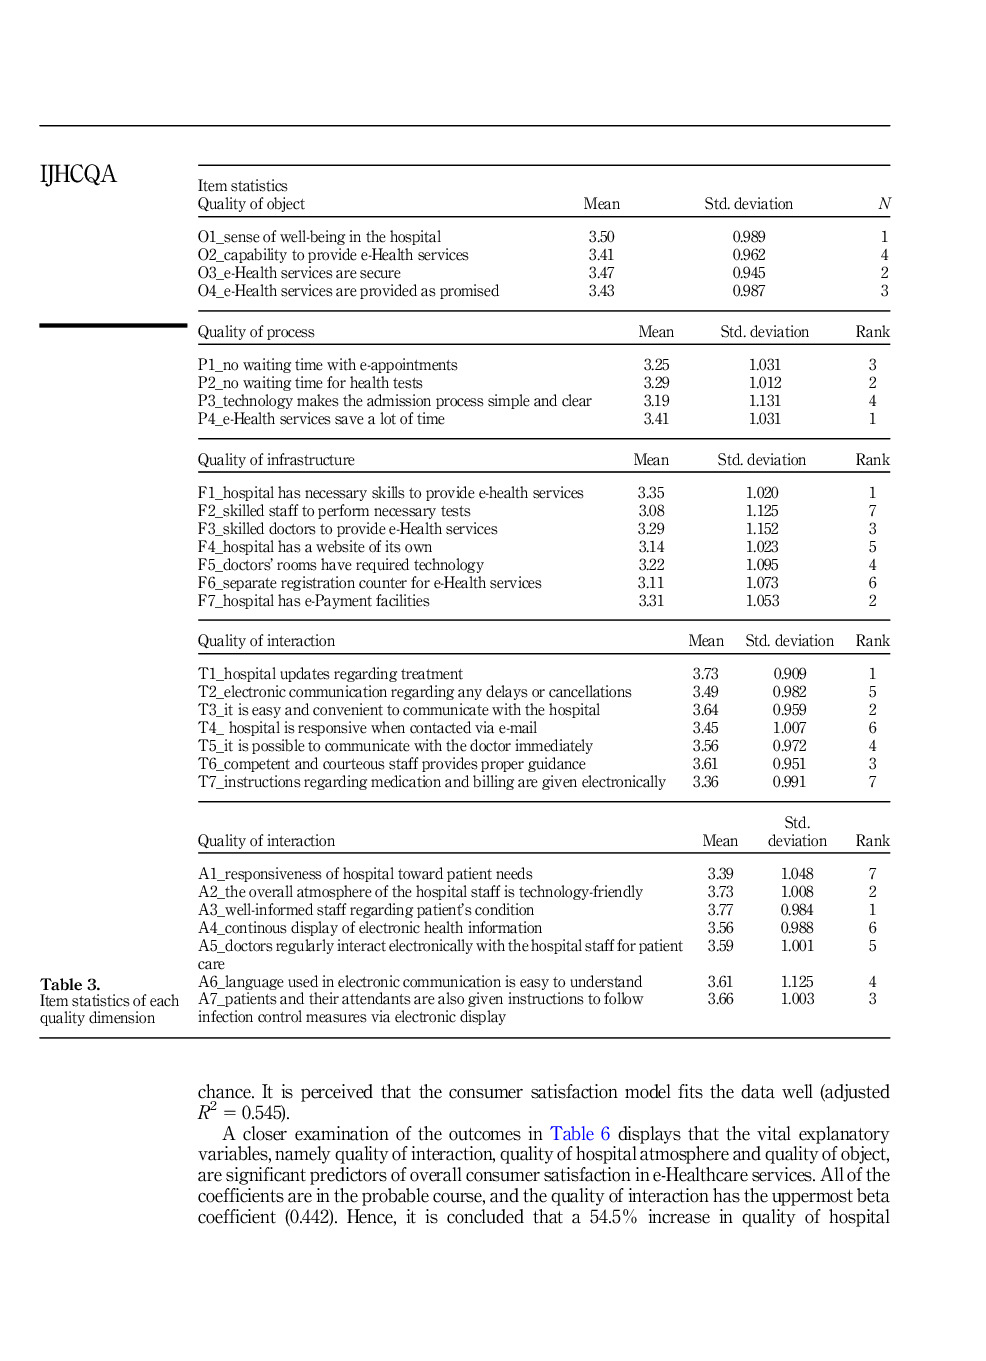 IJHCQA
Item statistics
Quality of object Mean Std. deviation N
O1_sense of well-being in the hospital 3.50 0.989 1
O2_capability to provide e-Health services 3.41 0.962 4
O3_e-Health services are secure 3.47 0.945 2
O4_e-Health services are provided as promised 3.43 0.987 3
Quality of process Mean Std. deviation Rank
P1_no waiting time with e-appointments 3.25 1.031 3
P2_no waiting time for health tests 3.29 1.012 2
P3_technology makes the admission process simple and clear 3.19 1.131 4
P4_e-Health services save a lot of time 3.41 1.031 1
Quality of infrastructure Mean Std. deviation Rank
F1_hospital has necessary skills to provide e-health services 3.35 1.020 1
F2_skilled staff to perform necessary tests 3.08 1.125 7
F3_skilled doctors to provide e-Health services 3.29 1.152 3
F4_hospital has a website of its own 3.14 1.023 5
F5_doctors' rooms have required technology 3.22 1.095 4
F6_separate registration counter for e-Health services 3.11 1.073 6
F7_hospital has e-Payment facilities 3.31 1.053 2
Quality of interaction Mean Std. deviation Rank
T1_hospital updates regarding treatment 3.73 0.909 1
T2_electronic communication regarding any delays or cancellations 3.49 0.982 5
T3_it is easy and convenient to communicate with the hospital 3.64 0.959 2
T4_ hospital is responsive when contacted via e-mail 3.45 1.007 6
T5_it is possible to communicate with the doctor immediately 3.56 0.972 4
T6_competent and courteous staff provides proper guidance 3.61 0.951 3
T7_instructions regarding medication and billing are given electronically 3.36 0.991 7
Std.
Quality of interaction Mean deviation Rank
A1_responsiveness of hospital toward patient needs 3.39 1.048 7
A2_the overall atmosphere of the hospital staff is technology-friendly 3.73 1.008 2
A3_well-informed staff regarding patient's condition 3.77 0.984 1
A4_continous display of electronic health information 3.56 0.988 6
A5_doctors regularly interact electronically with the hospital staff for patient 3.59 1.001 5
care
A6_language used in electronic communication is easy to understand 3.61 1.125 4
A7_patients and their attendants are also given instructions to follow 3.66 1.003 3
infection control measures via electronic display
Table 3.
Item statistics of each
quality dimension
chance. It is perceived that the consumer satisfaction model fits the data well (adjusted
R² = 0.545).
A closer examination of the outcomes in Table 6 displays that the vital explanatory
variables, namely quality of interaction, quality of hospital atmosphere and quality of object,
are significant predictors of overall consumer satisfaction in e-Healthcare services. All of the
coefficients are in the probable course, and the quality of interaction has the uppermost beta
coefficient (0.442). Hence, it is concluded that a 54.5% increase in quality of hospital